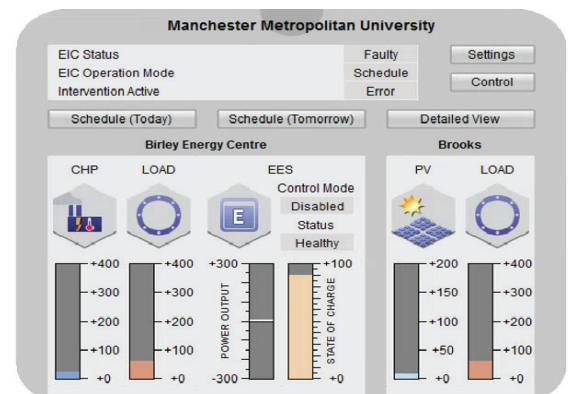 Manchester Metropolitan University
EIC Status Faulty
EIC Operation Mode Schedule
Intervention Active Error
Settings
Control
Schedule (Today) Schedule (Tomorrow) Detailed View
Birley Energy Centre
CHP LOAD EES
Control Mode
Disabled
Status
Healthy
E
+400
+300
+200
+100
+0
+400
+300
+200
+100
+0
+300
POWER OUTPUT
-300
+100
STATE OF CHARGE
+0
Brooks
PV LOAD
+200
+150
+100
+50
+0
+400
+300
+200
+100
+0